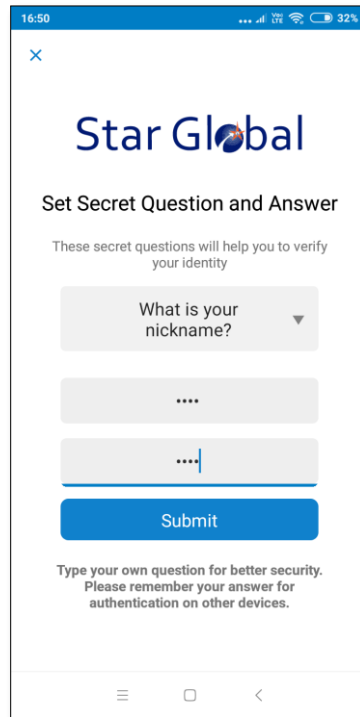 16:50 ... Vo) LTE 32%
Star Global
Set Secret Question and Answer
These secret questions will help you to verify
your identity
What is your
nickname?
••••
••••
Submit
Type your own question for better security.
Please remember your answer for
authentication on other devices.